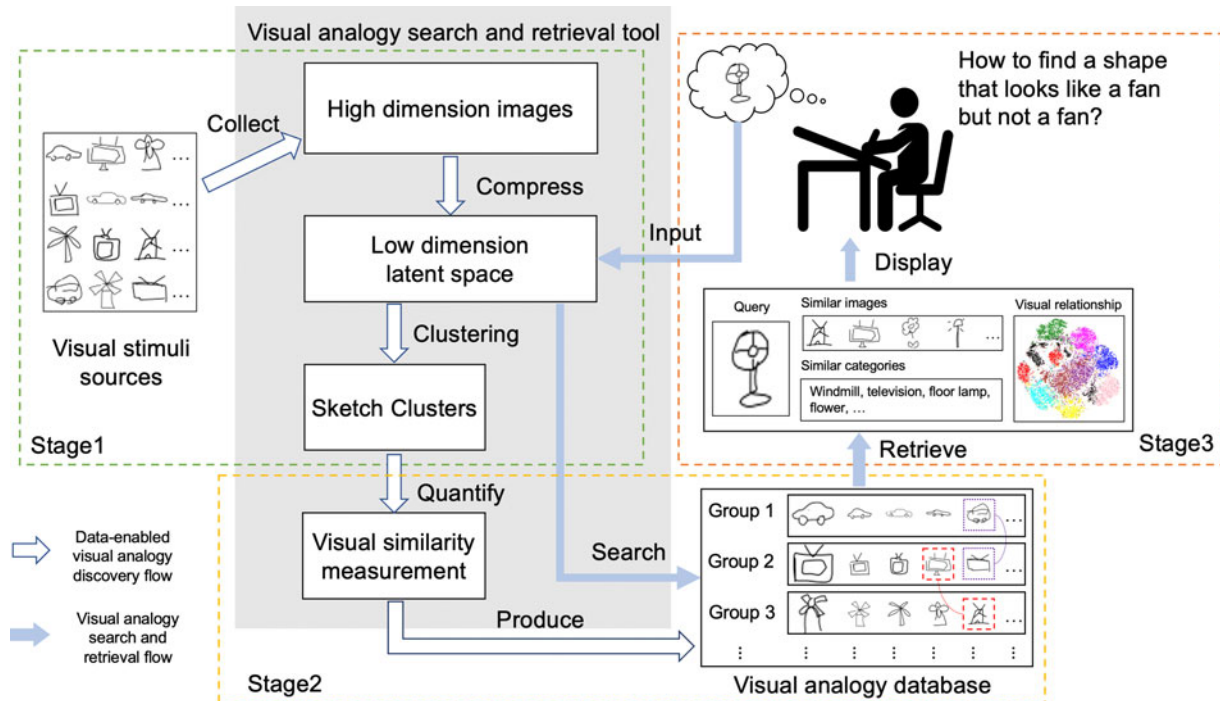 Visual analogy search and retrieval tool
High dimension images
Collect
Compress
Low dimension
latent space
Clustering
Sketch Clusters
Visual stimuli
sources
Stage1
Quantify
Visual similarity
measurement
Produce
Stage2
Data-enabled
visual analogy
discovery flow
Visual analogy
search and
retrieval flow
How to find a shape
that looks like a fan
but not a fan?
Input
Display
Query
Similar images
...
Similar categories
Windmill, television, floor lamp,
flower, ...
Visual relationship
Stage3
Retrieve
Search
Group 1
...
Group 2
...
Group 3
...
Visual analogy database